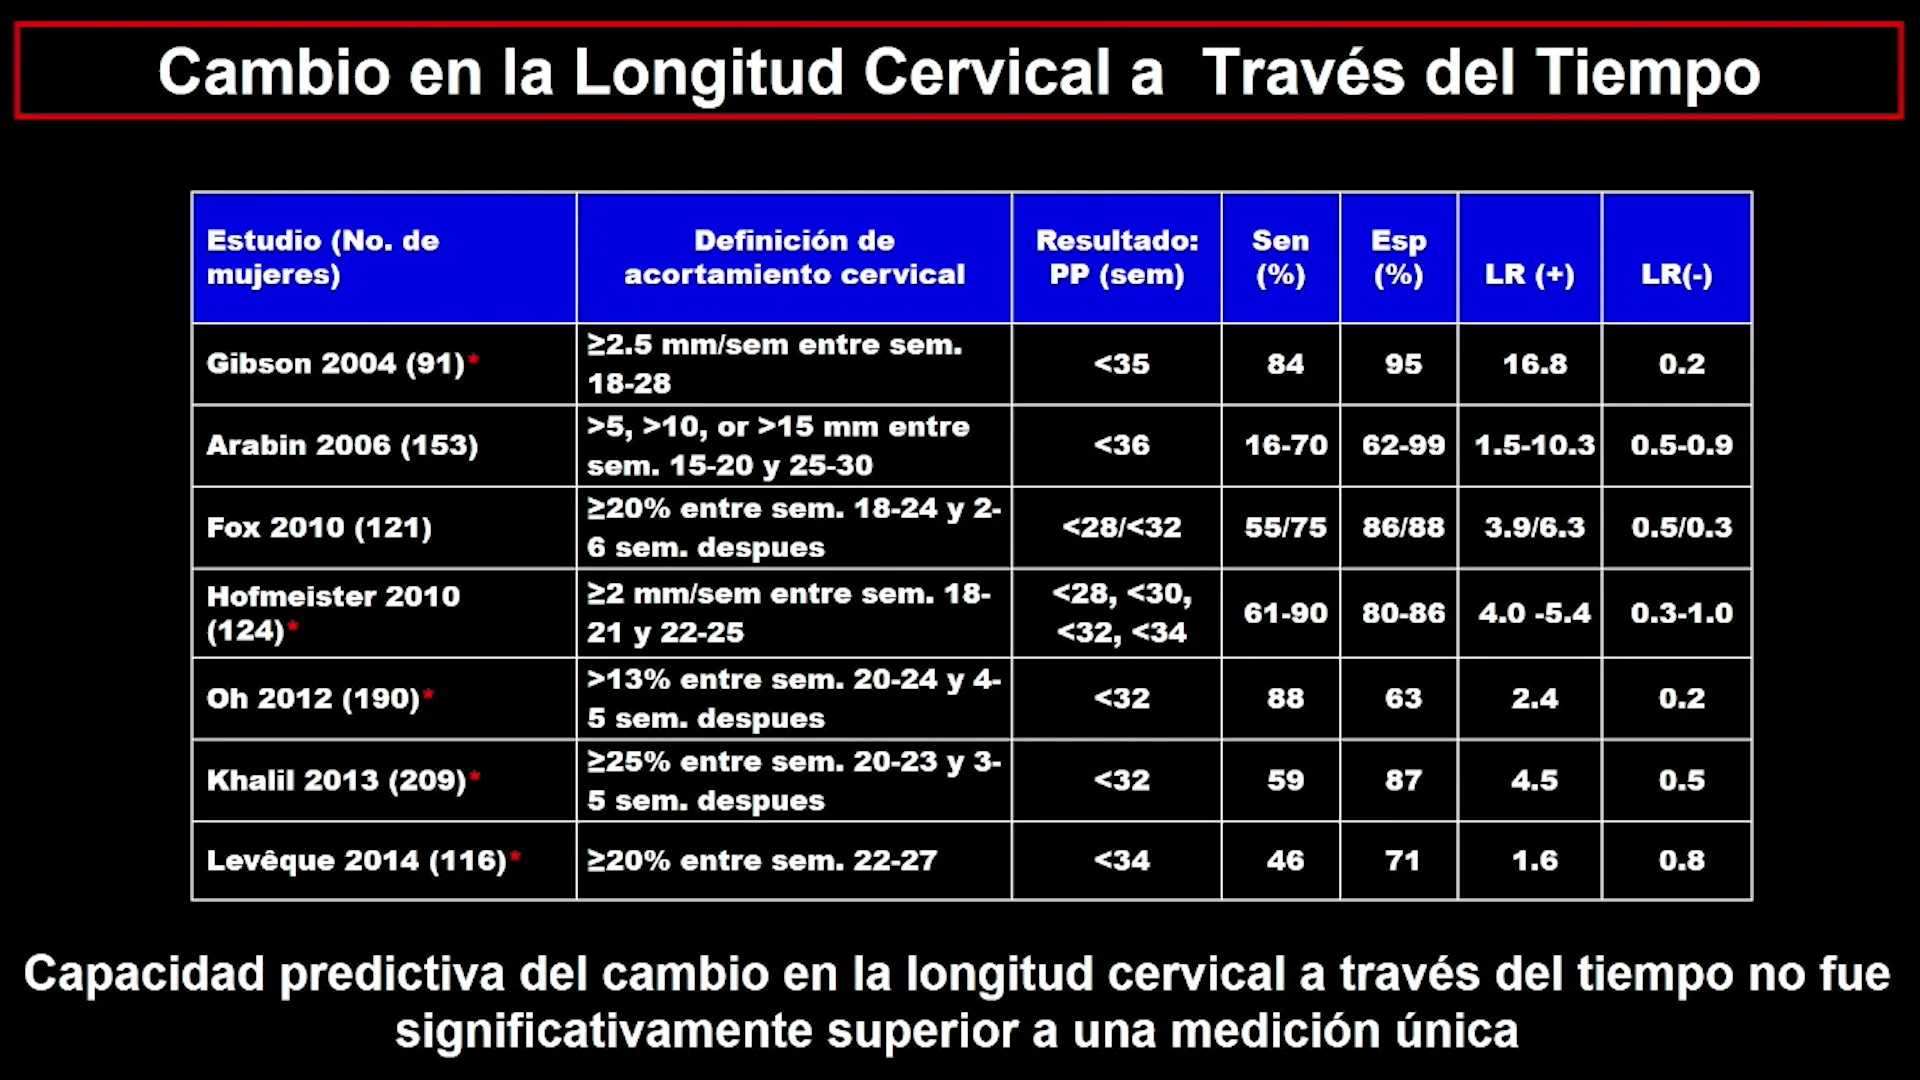 Cambio en la Longitud Cervical a Través del Tiempo
Estudio (No. de
mujeres)
Definición de
acortamiento cervical
Resultado:
PP (sem)
Sen
(%)
Esp
(%)
LR (+)
LR(-)
Gibson 2004 (91)*
≥2.5 mm/sem entre sem.
18-28
<35
84
95
16.8
0.2
Arabin 2006 (153)
>5, >10, or >15 mm entre
sem. 15-20 y 25-30
<36
16-70
62-99
1.5-10.3
0.5-0.9
Fox 2010 (121)
≥20% entre sem. 18-24 y 2-
6 sem. despues
<28/<32
55/75
86/88
3.9/6.3
0.5/0.3
Hofmeister 2010
(124)*
≥2 mm/sem entre sem. 18-
21 y 22-25
<28, <30,
<32, <34
61-90
80-86
4.0 -5.4
0.3-1.0
Oh 2012 (190)*
>13% entre sem. 20-24 y 4-
5 sem. despues
<32
88
63
2.4
0.2
Khalil 2013 (209)*
≥25% entre sem. 20-23 y 3-
5 sem. despues
<32
59
87
4.5
0.5
Levêque 2014 (116)*
≥20% entre sem. 22-27
<34
46
71
1.6
0.8
Capacidad predictiva del cambio en la longitud cervical a través del tiempo no fue
significativamente superior a una medición única